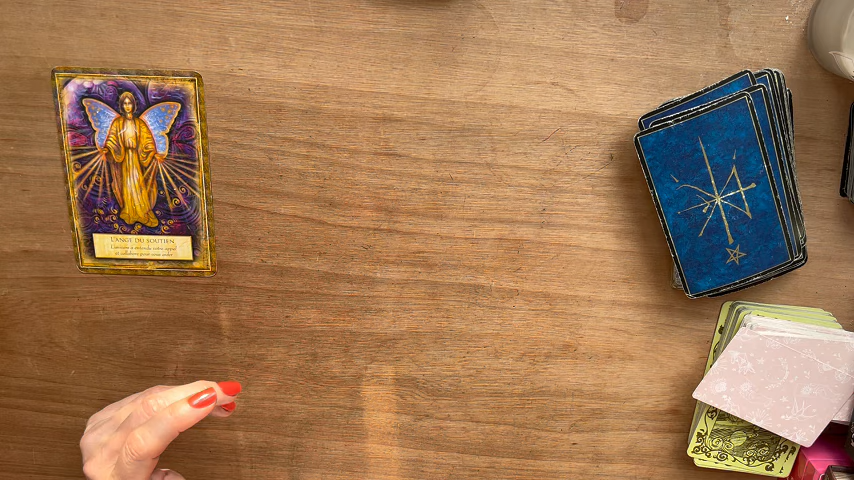 L'ANGE DU SOUTIEN
L'univers a entendu votre appel
et collabore pour vous aider